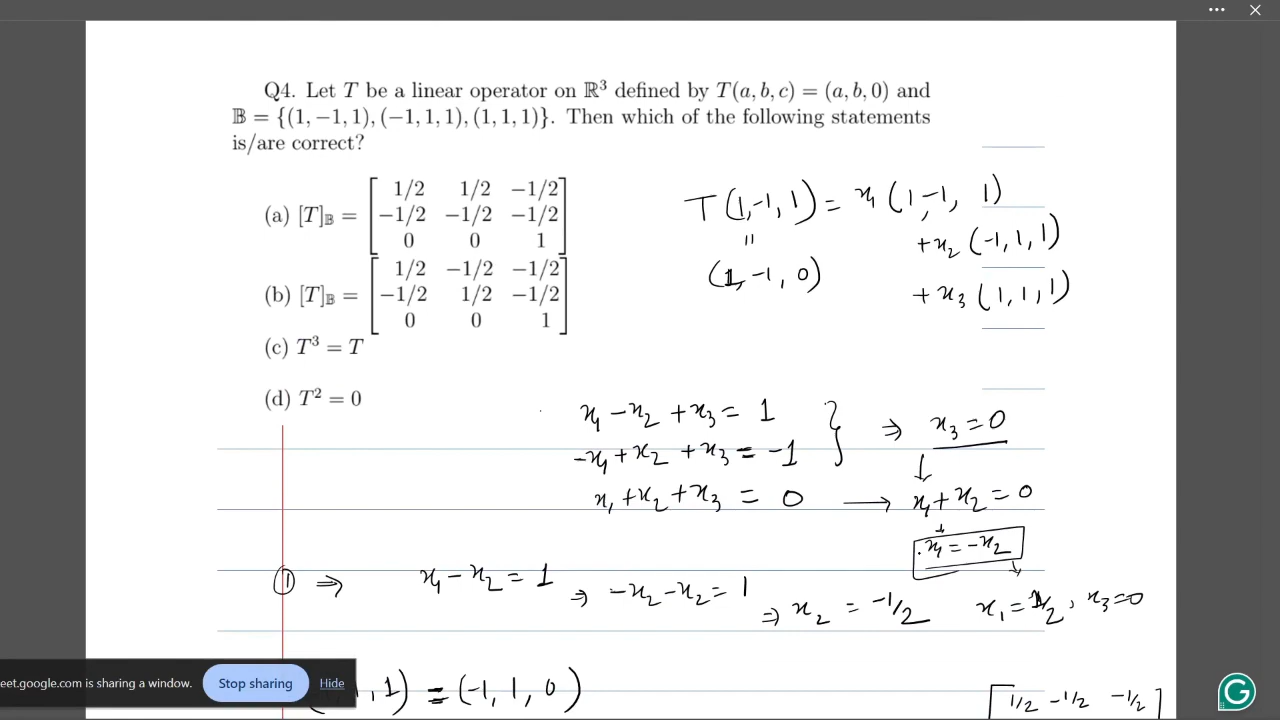 Q4. Let T be a linear operator on ℝ³ defined by T(a, b, c) = (a, b, 0) and
𝔹 = {(1, −1, 1), (−1, 1, 1), (1, 1, 1)}. Then which of the following statements
is/are correct?
(a) [T]𝔹 =
1/2 1/2 −1/2
−1/2 −1/2 −1/2
0 0 1
(b) [T]𝔹 =
1/2 −1/2 −1/2
−1/2 1/2 −1/2
0 0 1
(c) T³ = T
(d) T² = 0
T(1,-1,1) = x₁(1,-1, 1)
+x₂(-1,1,1)
+ x₃(1,1,1)
"
(1,-1,0)
x₁ - x₂ + x₃ = 1
-x₁ + x₂ + x₃ = -1
x₁ + x₂ + x₃ = 0
} ⇒ x₃ = 0
↓
→ x₁ + x₂ = 0
x₁ = -x₂
① ⇒ x₁ - x₂ = 1 ⇒ -x₂ - x₂ = 1 ⇒ x₂ = -1/2 x₁ = 1/2, x₃ = 0
,1) = (-1,1,0)
1/2 -1/2 -1/2
eet.google.com is sharing a window.
Stop sharing
Hide